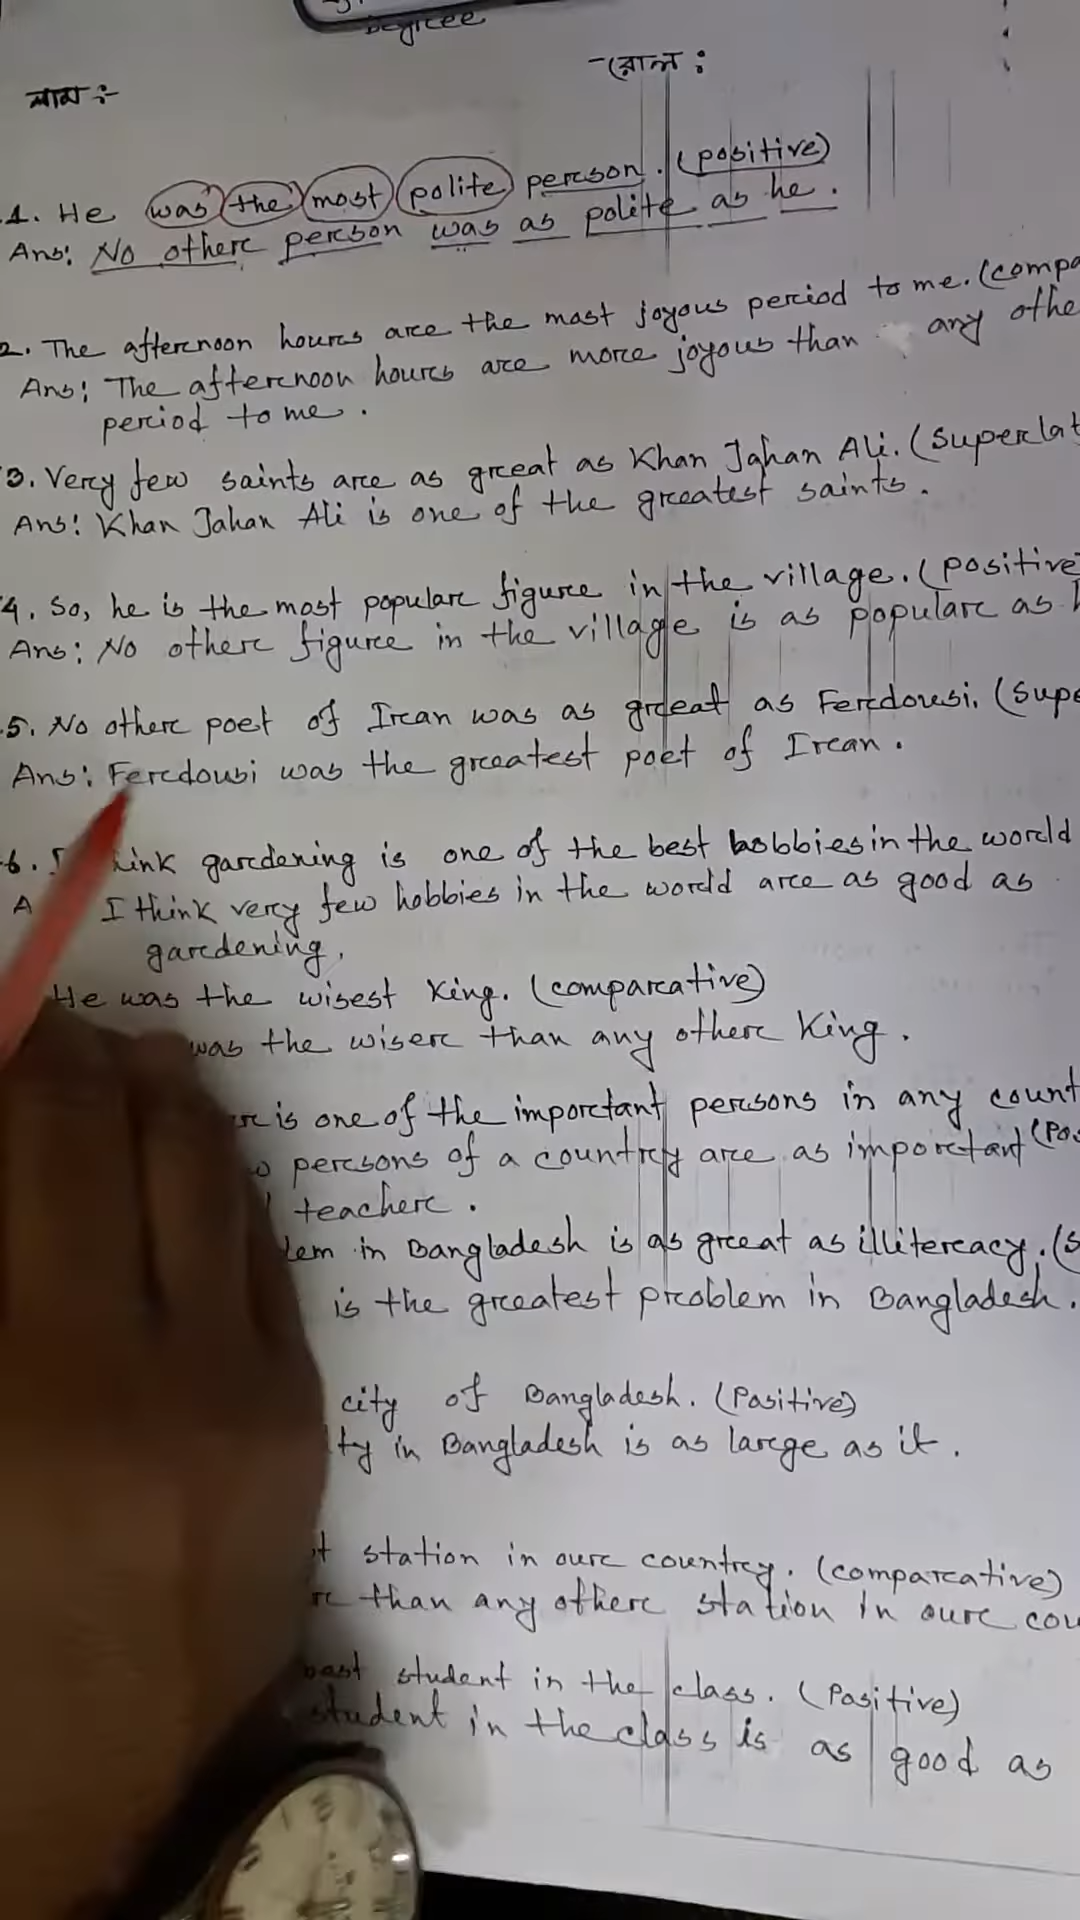 Degree
রোল :
নাম :-
1. He was the most polite person. (positive)
Ans: No other person was as polite as he.
2. The afternoon hours are the most joyous period to me. (compa
Ans: The afternoon hours are more joyous than any othe
period to me.
3. Very few saints are as great as Khan Jahan Ali. (Superlat
Ans: Khan Jahan Ali is one of the greatest saints.
4. So, he is the most popular figure in the village. (positive
Ans: No other figure in the village is as popular as h
5. No other poet of Iran was as great as Ferdowsi. (Supe
Ans: Ferdousi was the greatest poet of Iran.
6. I think gardening is one of the best hobbies in the world
A I think very few hobbies in the world are as good as
gardening.
He was the wisest King. (comparative)
was the wiser than any other King.
er is one of the important persons in any count
persons of a country are as important (Pos
teacher.
lem in Bangladesh is as great as illiteracy. (S
is the greatest problem in Bangladesh.
city of Bangladesh. (Positive)
ty in Bangladesh is as large as it.
t station in our country. (comparative)
r than any other station in our cou
best student in the class. (Positive)
student in the class is as good as